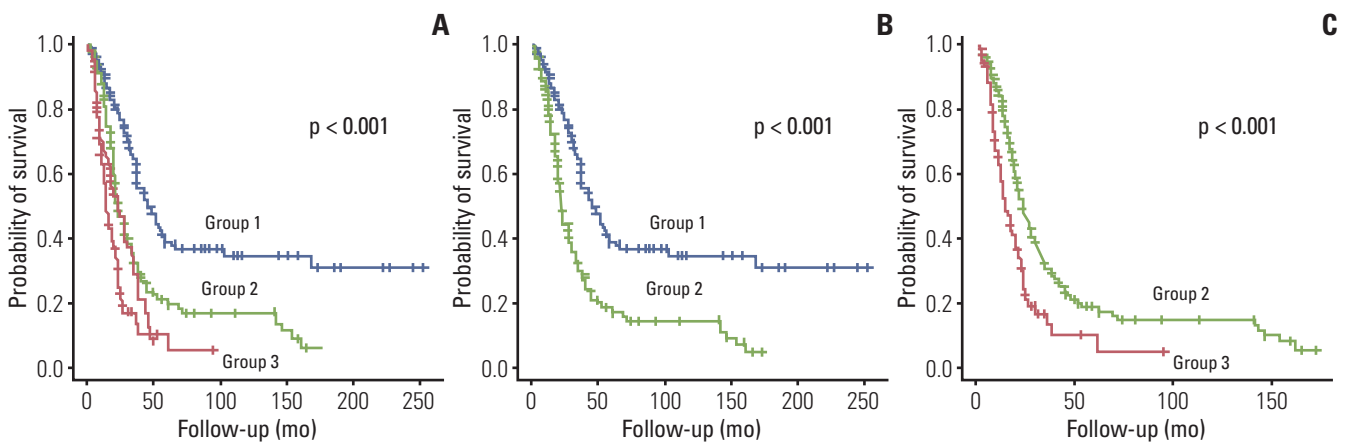 A
Probability of survival
1.0
0.8
0.6
0.4
0.2
0.0
p < 0.001
Group 1
Group 2
Group 3
0 50 150 200 250
Follow-up (mo)
B
Probability of survival
1.0
0.8
0.6
0.4
0.2
0.0
p < 0.001
Group 1
Group 2
0 50 100 150 200 250
Follow-up (mo)
C
Probability of survival
1.0
0.8
0.6
0.4
0.2
0.0
p < 0.001
Group 2
Group 3
0 50 100 150
Follow-up (mo)